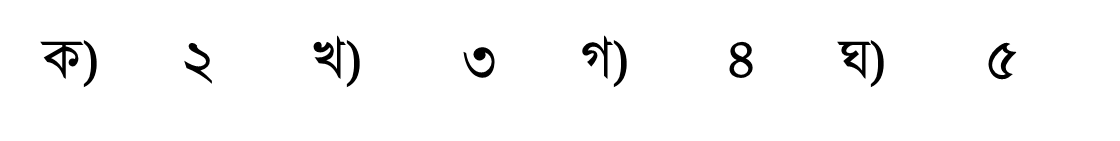 ক) ২ খ) ৩ গ) ৪ ঘ) ৫